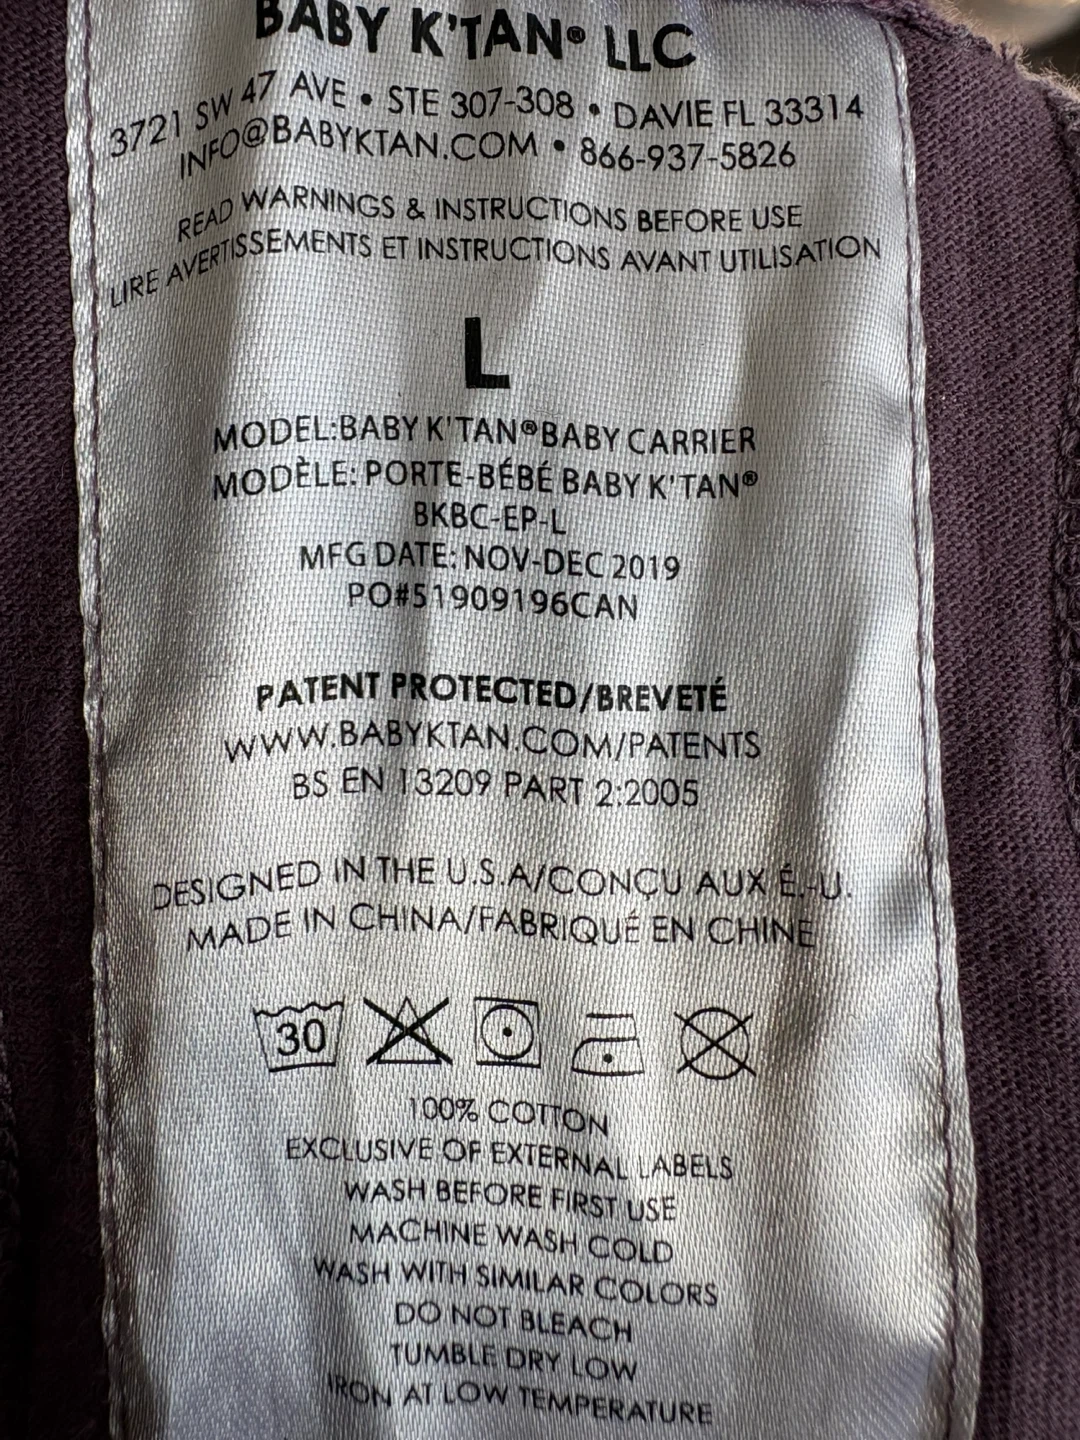 BABY K'TAN® LLC
3721 SW 47 AVE • STE 307-308 • DAVIE FL 33314
INFO@BABYKTAN.COM • 866-937-5826
READ WARNINGS & INSTRUCTIONS BEFORE USE
LIRE AVERTISSEMENTS ET INSTRUCTIONS AVANT UTILISATION
L
MODEL:BABY K'TAN®BABY CARRIER
MODÈLE: PORTE-BÉBÉ BABY K'TAN®
BKBC-EP-L
MFG DATE: NOV-DEC 2019
PO#51909196CAN
PATENT PROTECTED/BREVETÉ
WWW.BABYKTAN.COM/PATENTS
BS EN 13209 PART 2:2005
DESIGNED IN THE U.S.A/CONÇU AUX É.-U.
MADE IN CHINA/FABRIQUÉ EN CHINE
30
100% COTTON
EXCLUSIVE OF EXTERNAL LABELS
WASH BEFORE FIRST USE
MACHINE WASH COLD
WASH WITH SIMILAR COLORS
DO NOT BLEACH
TUMBLE DRY LOW
IRON AT LOW TEMPERATURE